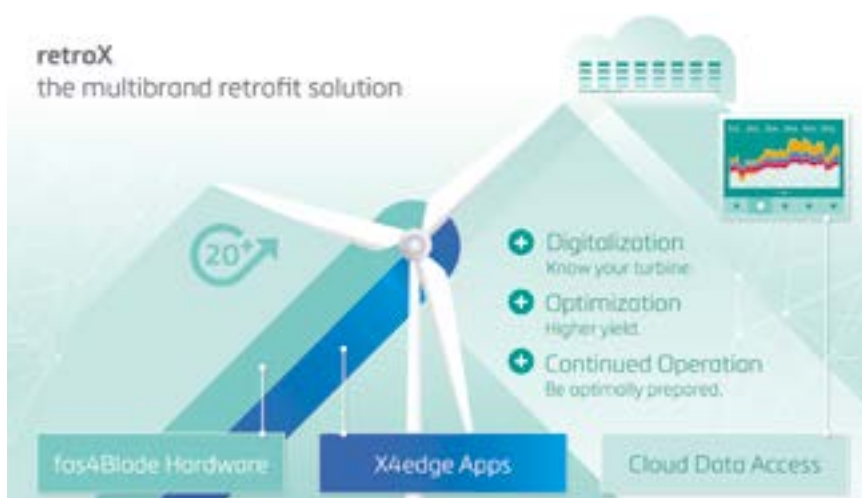 retroX
the multibrand retrofit solution
20+
Digitalization
Know your turbine.
Optimization
Higher yield.
Continued Operation
Be optimally prepared.
fos4Blade Hardware
X4edge Apps
Cloud Data Access